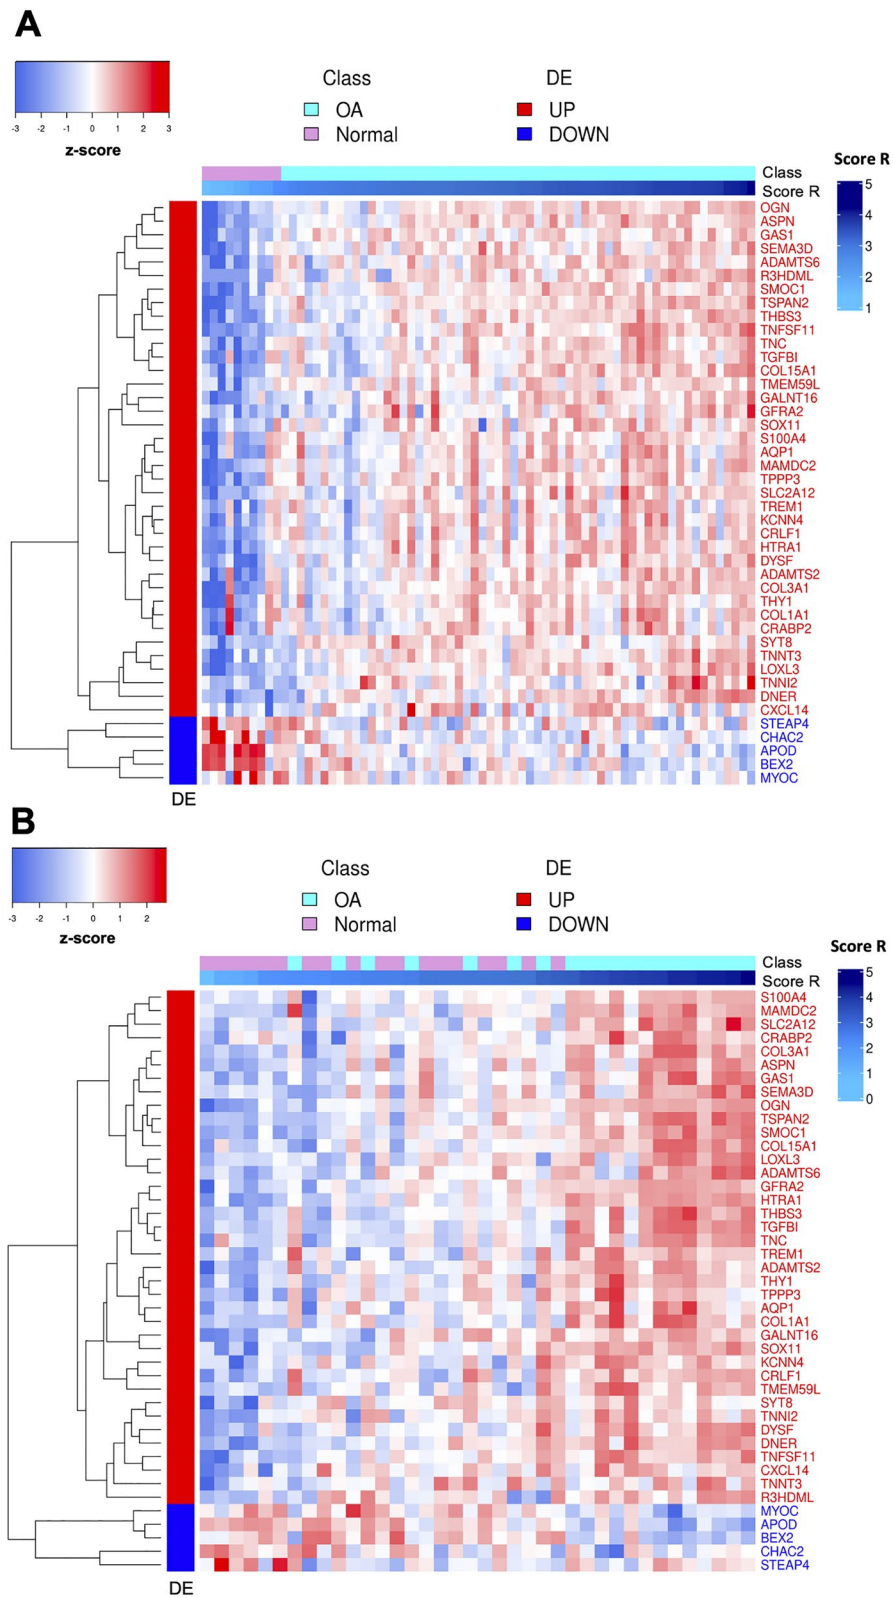 A
-3 -2 -1 0 1 2 3
z-score
Class
OA
Normal
DE
UP
DOWN
Class
Score R
Score R
5
4
3
2
1
OGN
ASPN
GAS1
SEMA3D
ADAMTS6
R3HDML
SMOC1
TSPAN2
THBS3
TNFSF11
TNC
TGFBI
COL15A1
TMEM59L
GALNT16
GFRA2
SOX11
S100A4
AQP1
MAMDC2
TPPP3
SLC2A12
TREM1
KCNN4
CRLF1
HTRA1
DYSF
ADAMTS2
COL3A1
THY1
COL1A1
CRABP2
SYT8
TNNT3
LOXL3
TNNI2
DNER
CXCL14
STEAP4
CHAC2
APOD
BEX2
MYOC
DE
B
-3 -2 -1 0 1 2
z-score
Class
OA
Normal
DE
UP
DOWN
Class
Score R
Score R
5
4
3
2
1
0
S100A4
MAMDC2
SLC2A12
CRABP2
COL3A1
ASPN
GAS1
SEMA3D
OGN
TSPAN2
SMOC1
COL15A1
LOXL3
ADAMTS6
GFRA2
HTRA1
THBS3
TGFBI
TNC
TREM1
ADAMTS2
THY1
TPPP3
AQP1
COL1A1
GALNT16
SOX11
KCNN4
CRLF1
TMEM59L
SYT8
TNNI2
DYSF
DNER
TNFSF11
CXCL14
TNNT3
R3HDML
MYOC
APOD
BEX2
CHAC2
STEAP4
DE